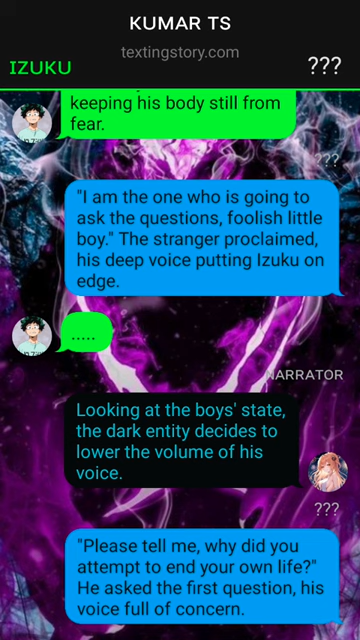 KUMAR TS
textingstory.com
IZUKU
???
keeping his body still from
fear.
???
"I am the one who is going to
ask the questions, foolish little
boy." The stranger proclaimed,
his deep voice putting Izuku on
edge.
.....
NARRATOR
Looking at the boys' state,
the dark entity decides to
lower the volume of his
voice.
???
"Please tell me, why did you
attempt to end your own life?"
He asked the first question, his
voice full of concern.